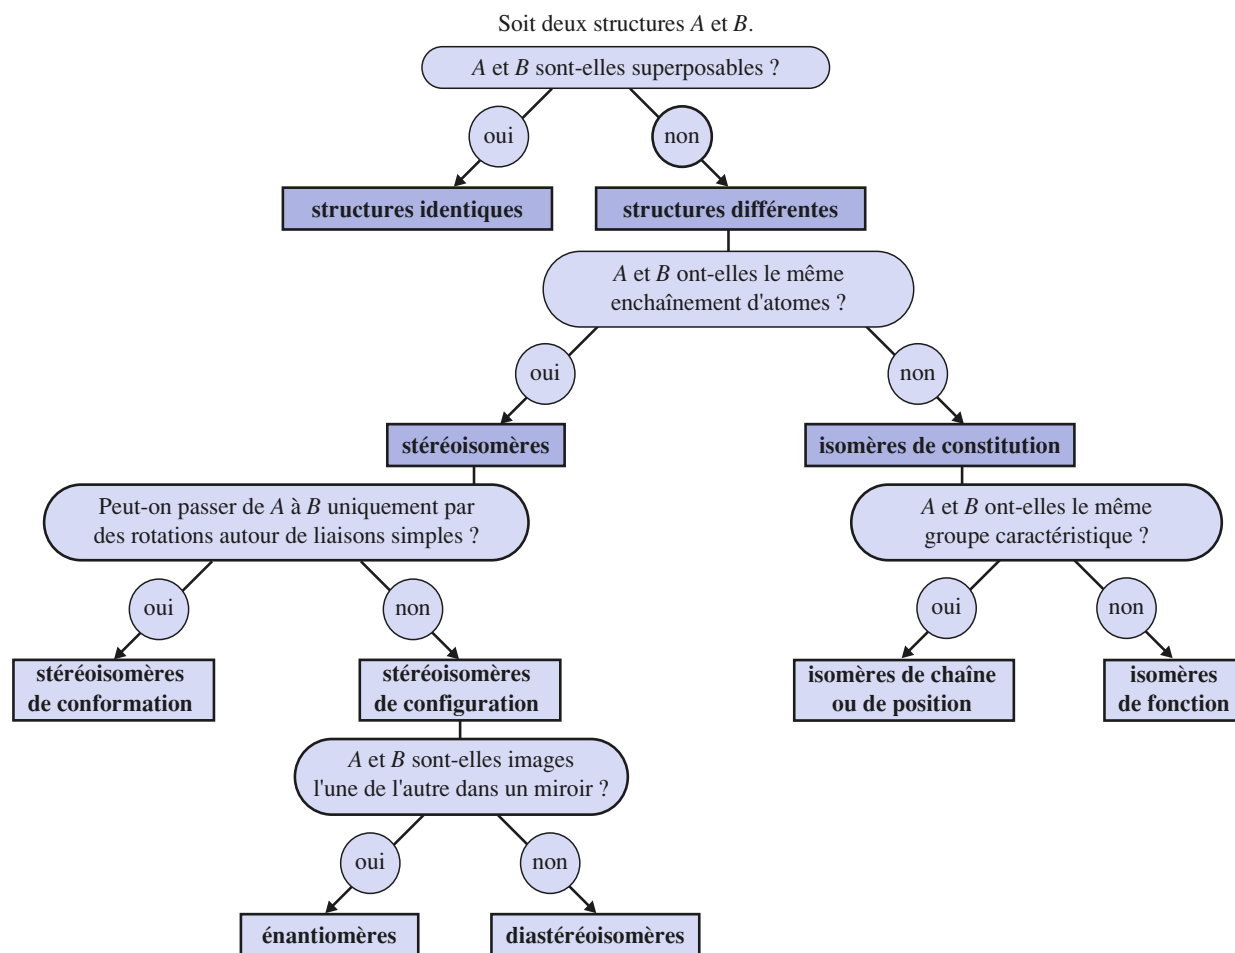 Soit deux structures A et B.
A et B sont-elles superposables ?
oui
non
structures identiques
structures différentes
A et B ont-elles le même
enchaînement d'atomes ?
oui
non
stéréoisomères
isomères de constitution
Peut-on passer de A à B uniquement par
des rotations autour de liaisons simples ?
A et B ont-elles le même
groupe caractéristique ?
oui
non
oui
non
stéréoisomères
de conformation
stéréoisomères
de configuration
isomères de chaîne
ou de position
isomères
de fonction
A et B sont-elles images
l'une de l'autre dans un miroir ?
oui
non
énantiomères
diastéréoisomères